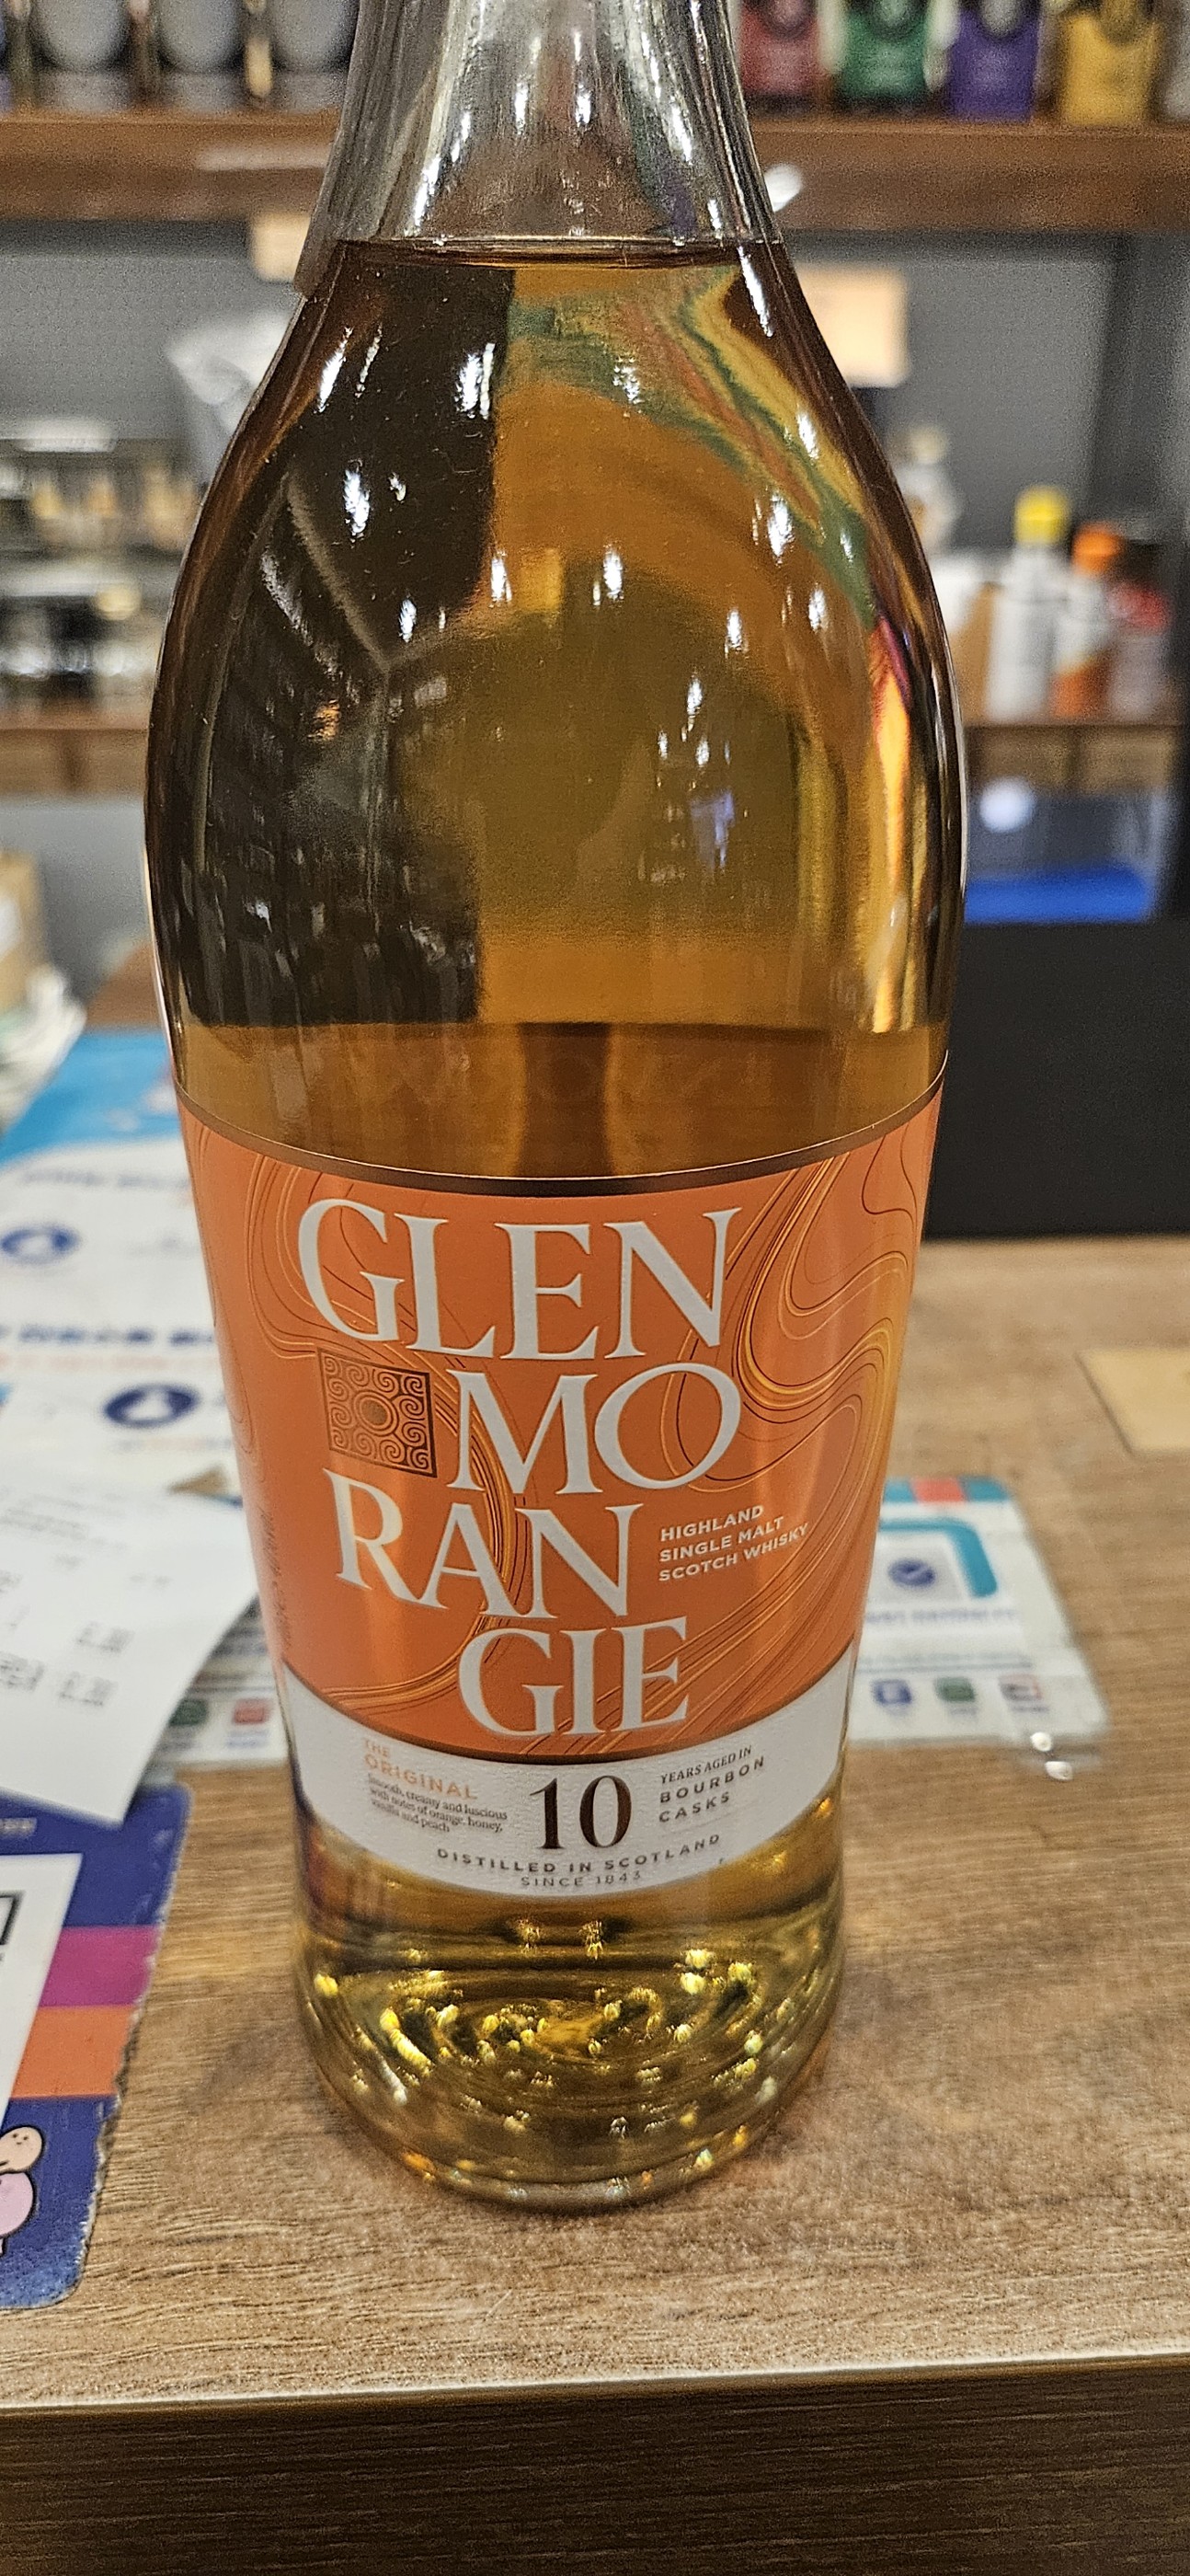 GLEN
MO
RAN
GIE
HIGHLAND
SINGLE MALT
SCOTCH WHISKY
THE
ORIGINAL
Smooth, creamy and luscious
with notes of orange, honey,
vanilla and peach
10
YEARS AGED IN
BOURBON
CASKS
DISTILLED IN SCOTLAND
SINCE 1843